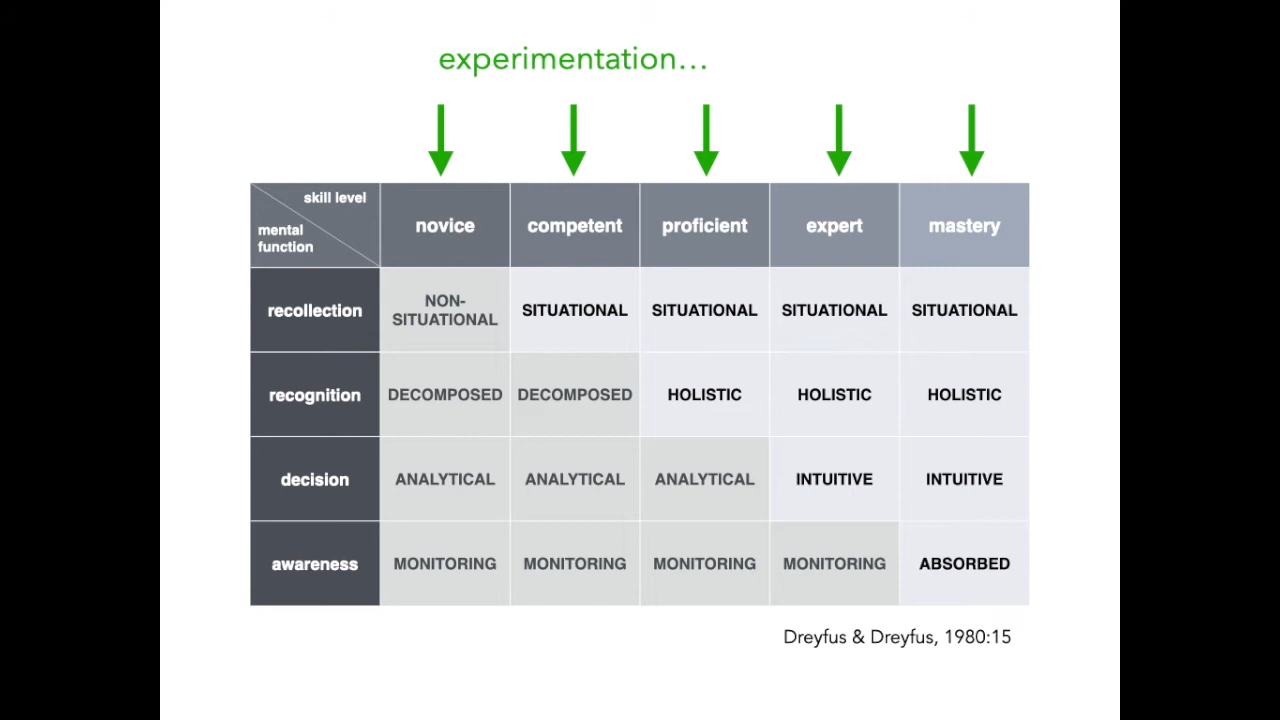 experimentation...
skill level
mental
function
novice
competent
proficient
expert
mastery
recollection
NON-
SITUATIONAL
SITUATIONAL
SITUATIONAL
SITUATIONAL
SITUATIONAL
recognition
DECOMPOSED
DECOMPOSED
HOLISTIC
HOLISTIC
HOLISTIC
decision
ANALYTICAL
ANALYTICAL
ANALYTICAL
INTUITIVE
INTUITIVE
awareness
MONITORING
MONITORING
MONITORING
MONITORING
ABSORBED
Dreyfus & Dreyfus, 1980:15